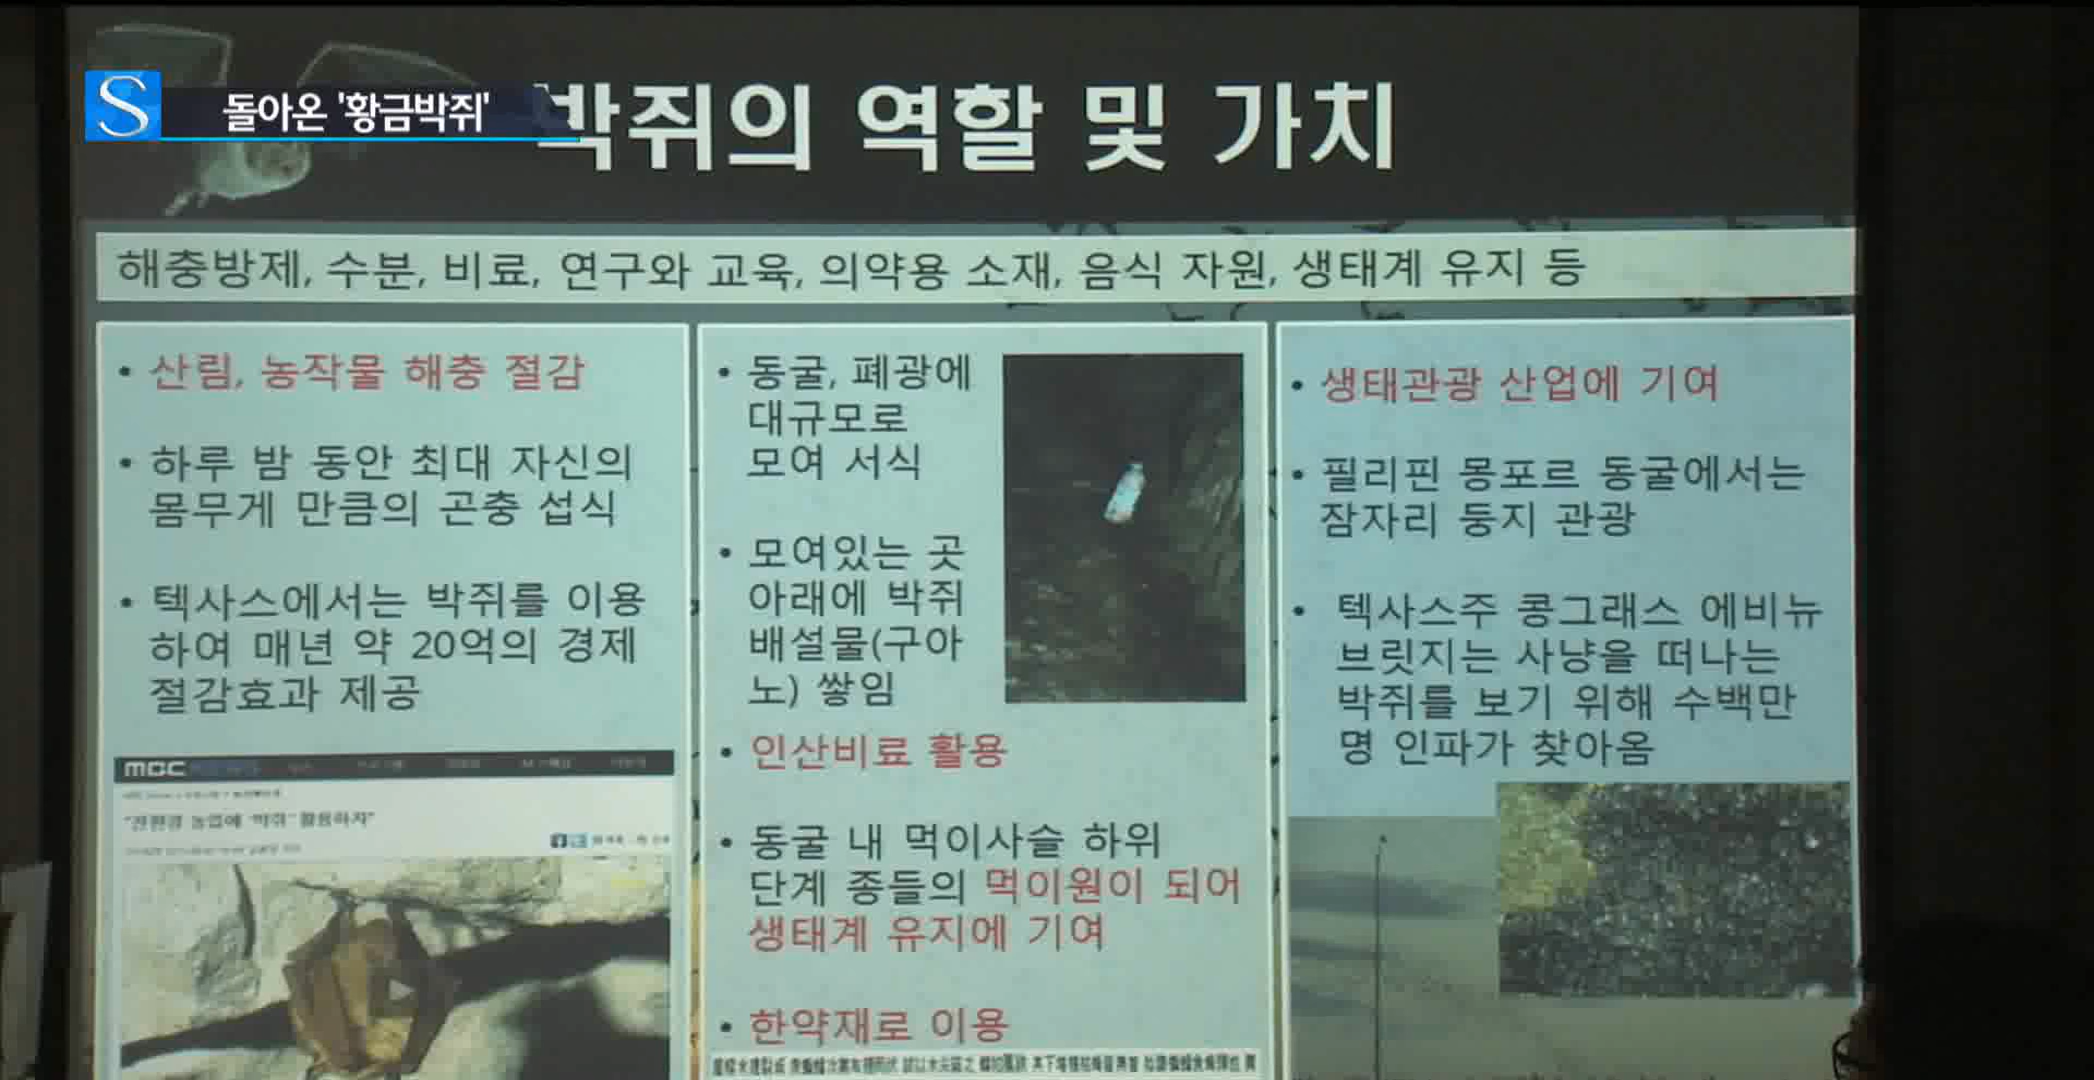 S
돌아온 '황금박쥐'
박쥐의 역할 및 가치
해충방제, 수분, 비료, 연구와 교육, 의약용 소재, 음식 자원, 생태계 유지 등
• 산림, 농작물 해충 절감
• 하루 밤 동안 최대 자신의
몸무게 만큼의 곤충 섭식
• 텍사스에서는 박쥐를 이용
하여 매년 약 20억의 경제
절감효과 제공
mbc
"친환경 농업에 '박쥐' 활용하자"
• 동굴, 폐광에
대규모로
모여 서식
• 모여있는 곳
아래에 박쥐
배설물(구아
노) 쌓임
• 인산비료 활용
• 동굴 내 먹이사슬 하위
단계 종들의 먹이원이 되어
생태계 유지에 기여
• 한약재로 이용
• 생태관광 산업에 기여
• 필리핀 몽포르 동굴에서는
잠자리 둥지 관광
• 텍사스주 콩그래스 에비뉴
브릿지는 사냥을 떠나는
박쥐를 보기 위해 수백만
명 인파가 찾아옴